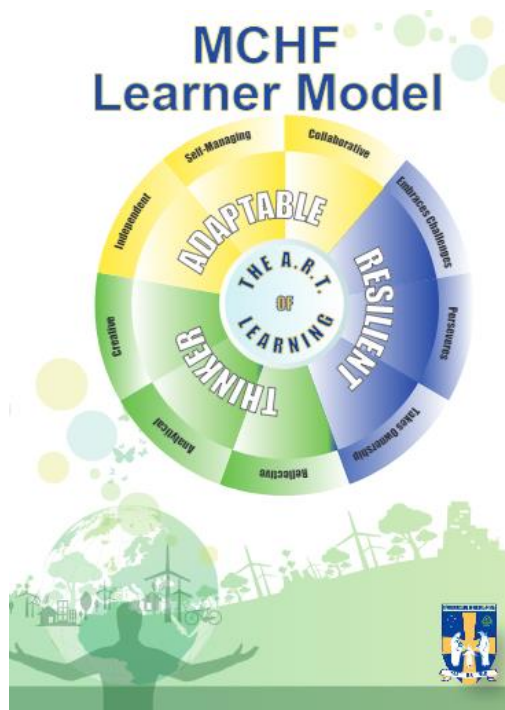 MCHF
Learner Model
Self-Managing
Collaborative
Independent
Embraces Challenges
ADAPTABLE
RESILIENT
THINKER
THE A.R.T.
OF
LEARNING
Creative
Perseveres
Analytical
Takes Ownership
Reflective